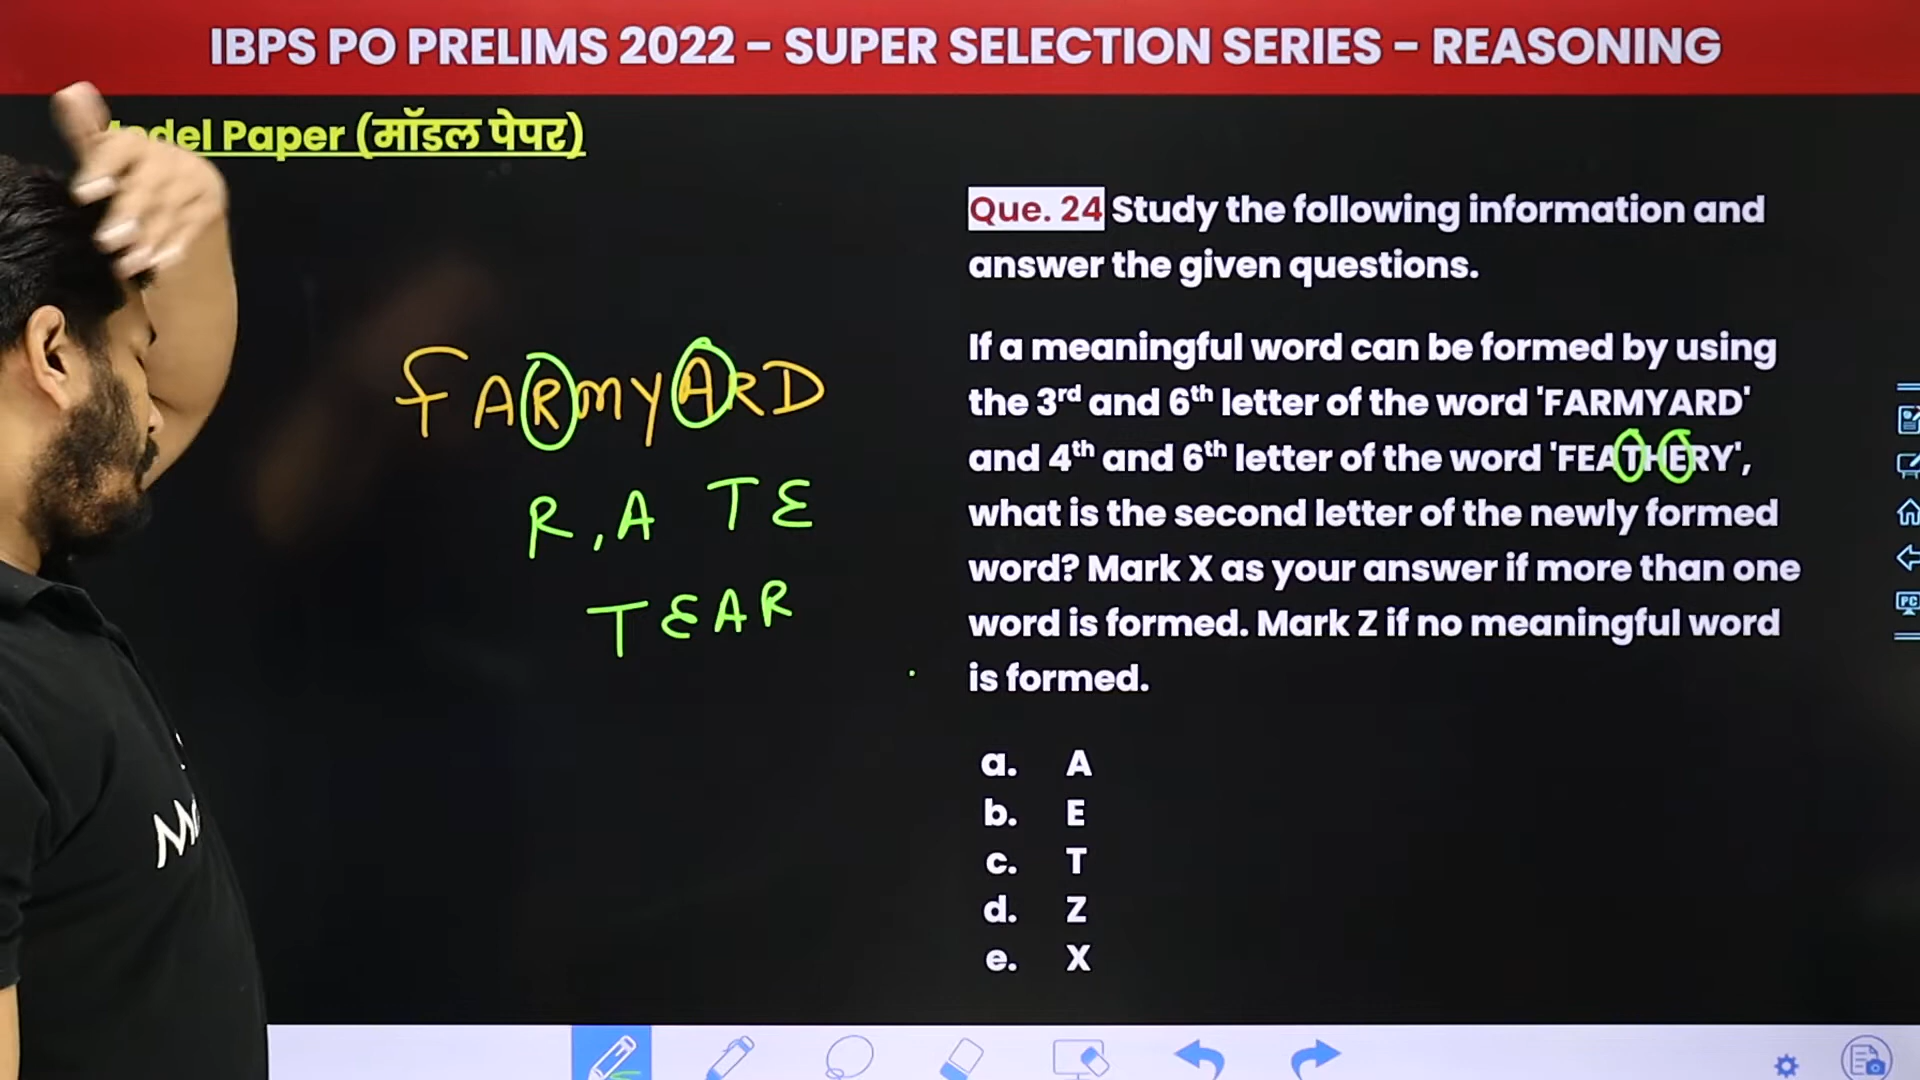 IBPS PO PRELIMS 2022 - SUPER SELECTION SERIES - REASONING
Paper (मॉडल पेपर)
Que. 24 Study the following information and
answer the given questions.
If a meaningful word can be formed by using
the 3rd and 6th letter of the word 'FARMYARD'
and 4th and 6th letter of the word 'FEATHERY',
what is the second letter of the newly formed
word? Mark X as your answer if more than one
word is formed. Mark Z if no meaningful word
is formed.
a. A
b. E
c. T
d. Z
e. X
FARMYARD
R, A T E
TEAR
PC